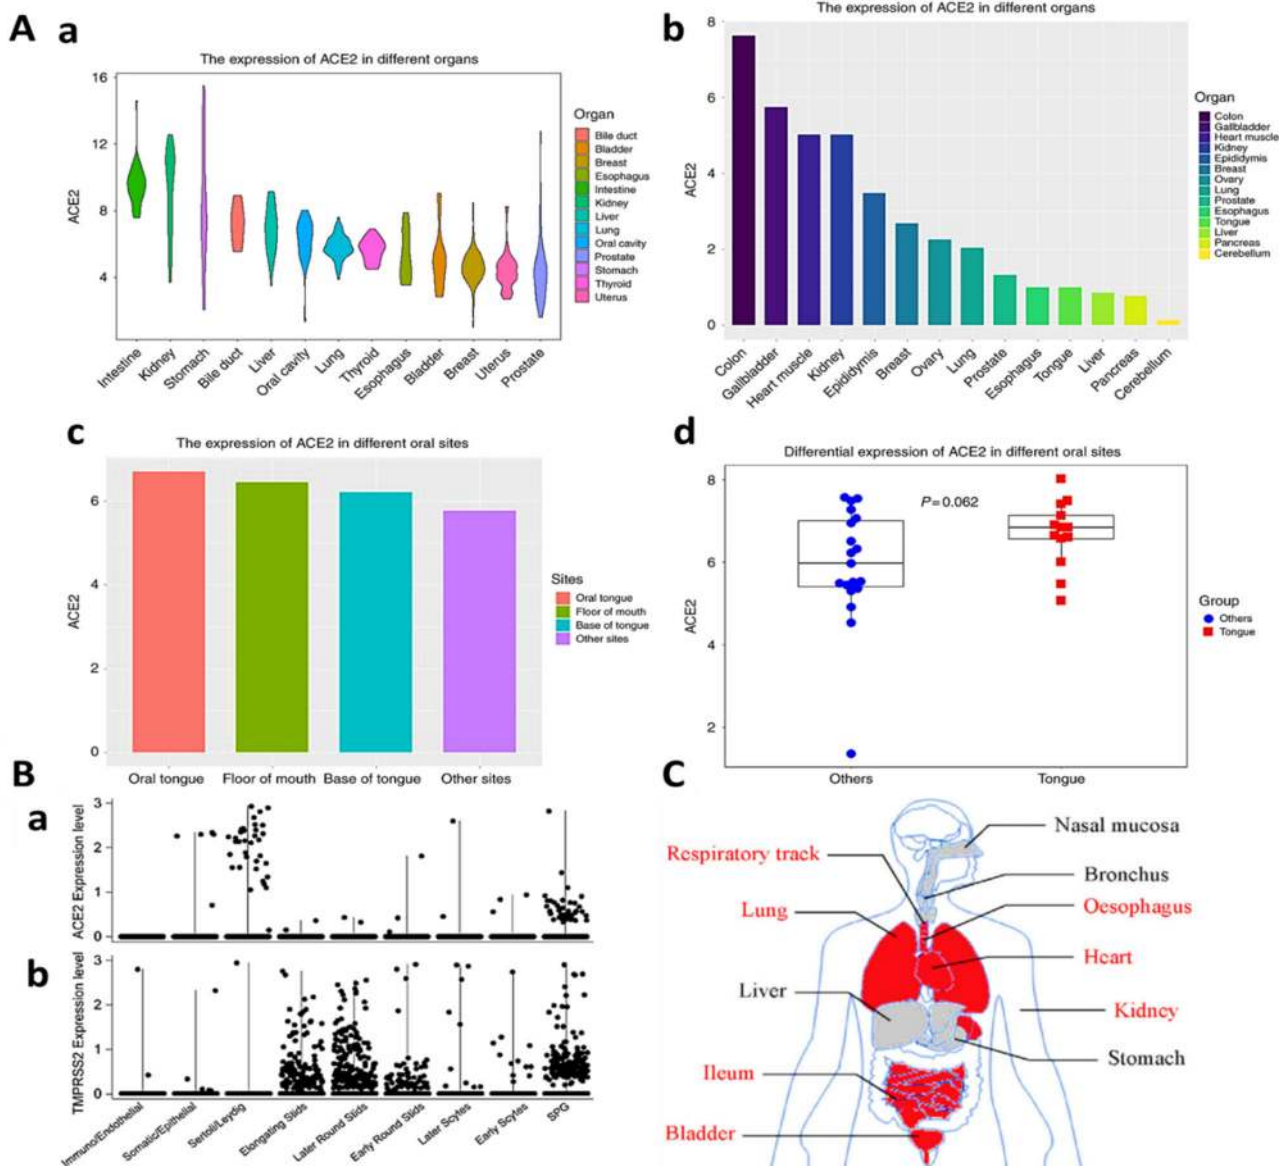 A a
The expression of ACE2 in different organs
16
12
8
4
ACE2
Intestine
Kidney
Stomach
Bile duct
Liver
Oral cavity
Lung
Thyroid
Esophagus
Bladder
Breast
Uterus
Prostate
Organ
Bile duct
Bladder
Breast
Esophagus
Intestine
Kidney
Liver
Lung
Oral cavity
Prostate
Stomach
Thyroid
Uterus
b
The expression of ACE2 in different organs
8
6
4
2
0
ACE2
Colon
Gallbladder
Heart muscle
Kidney
Epididymis
Breast
Ovary
Lung
Prostate
Esophagus
Tongue
Liver
Pancreas
Cerebellum
Organ
Colon
Gallbladder
Heart muscle
Kidney
Epididymis
Breast
Ovary
Lung
Prostate
Esophagus
Tongue
Liver
Pancreas
Cerebellum
c
The expression of ACE2 in different oral sites
6
4
2
0
ACE2
Oral tongue
Floor of mouth
Base of tongue
Other sites
Sites
Oral tongue
Floor of mouth
Base of tongue
Other sites
d
Differential expression of ACE2 in different oral sites
8
6
4
2
ACE2
P=0.062
Others
Tongue
Group
Others
Tongue
B
a
ACE2 Expression level
3
2
1
0
b
TMPRSS2 Expression level
3
2
1
0
Immuno/Endothelial
Somatic/Epithelial
Sertoli/Leydig
Elongating Stids
Later Round Stids
Early Round Stids
Later Scytes
Early Scytes
SPG
C
Nasal mucosa
Respiratory track
Bronchus
Lung
Oesophagus
Heart
Liver
Kidney
Stomach
Ileum
Bladder